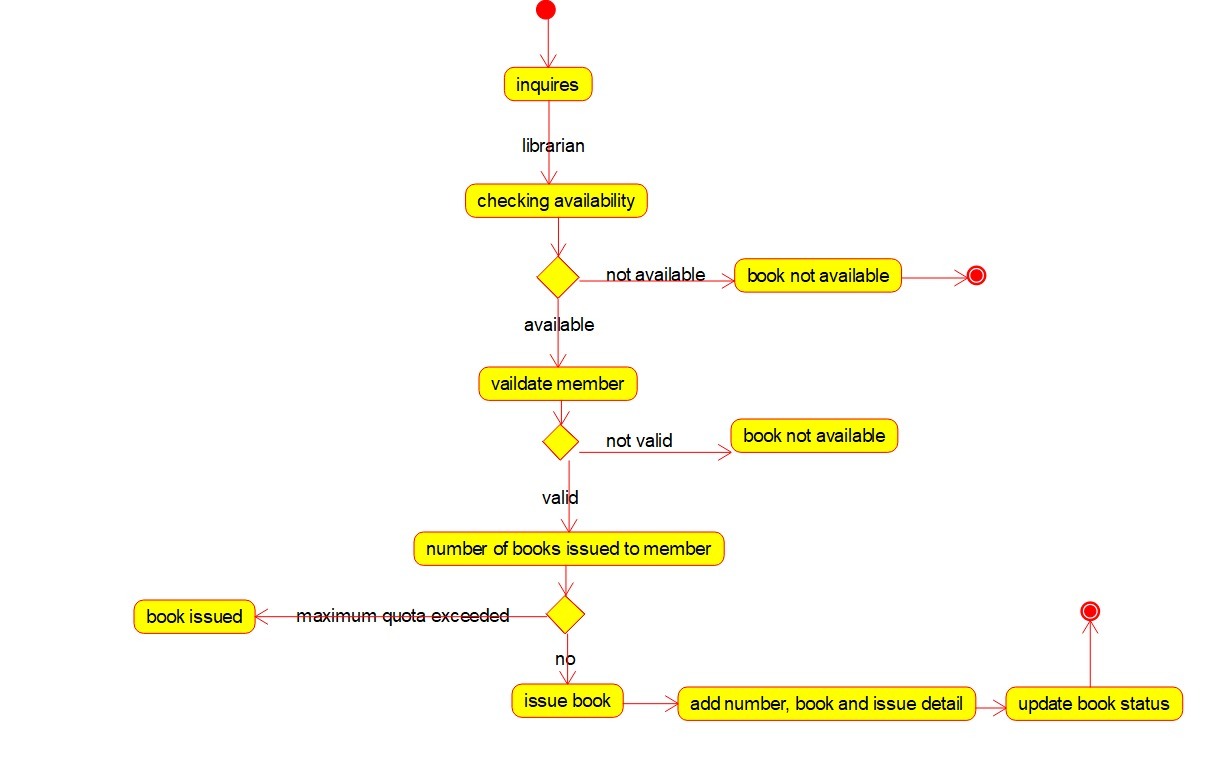 inquires
librarian
checking availability
not available
book not available
available
vaildate member
not valid
book not available
valid
number of books issued to member
book issued
maximum quota exceeded
no
issue book
add number, book and issue detail
update book status